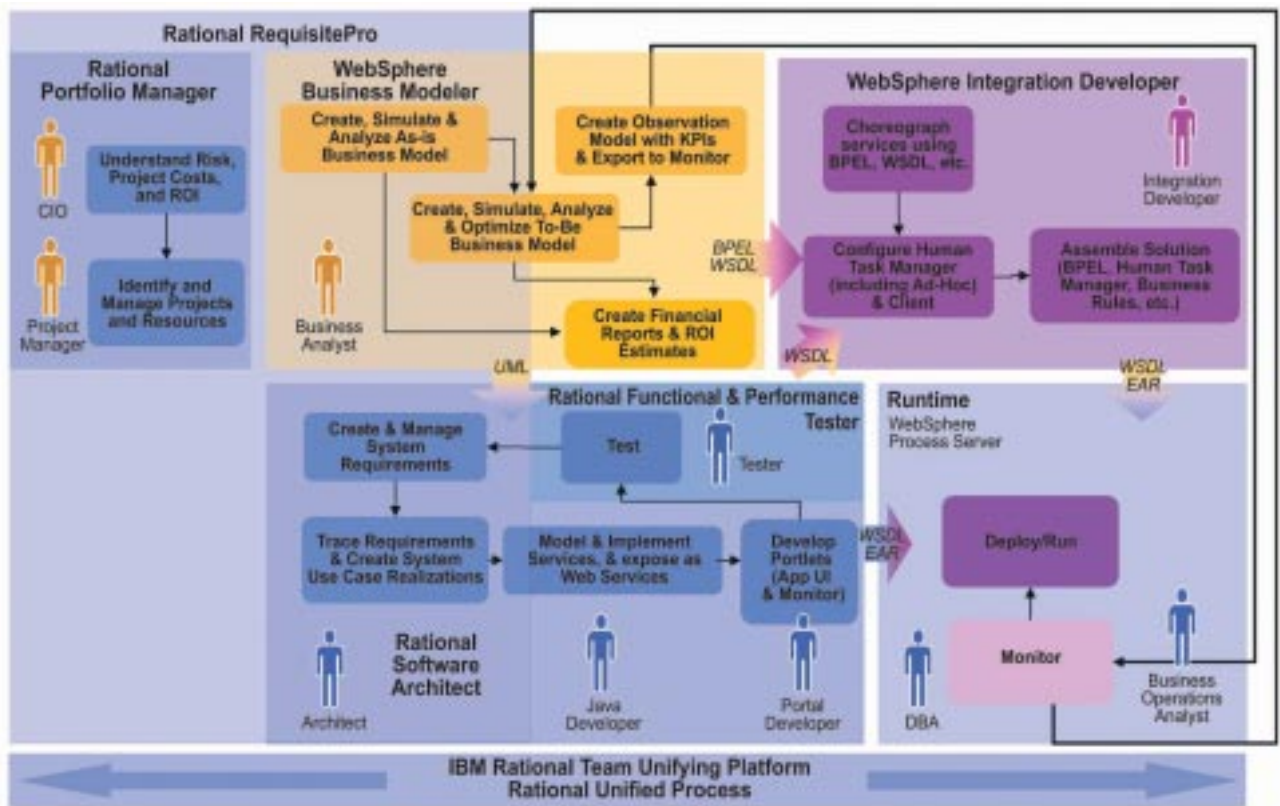 Rational RequisitePro
Rational
Portfolio Manager
CIO
Understand Risk,
Project Costs,
and ROI
Project
Manager
Identify and
Manage Projects
and Resources
WebSphere
Business Modeler
Create, Simulate &
Analyze As-is
Business Model
Create Observation
Model with KPIs
& Export to Monitor
Create, Simulate, Analyze
& Optimize To-Be
Business Model
Business
Analyst
Create Financial
Reports & ROI
Estimates
BPEL
WSDL
WebSphere Integration Developer
Choreograph
services using
BPEL, WSDL, etc.
Integration
Developer
Configure Human
Task Manager
(including Ad-Hoc)
& Client
Assemble Solution
(BPEL, Human Task
Manager, Business
Rules, etc.)
UML
WSDL
WSDL
EAR
Rational Functional & Performance
Tester
Create & Manage
System
Requirements
Test
Tester
Trace Requirements
& Create System
Use Case Realizations
Model & Implement
Services, & expose as
Web Services
Develop
Portlets
(App UI
& Monitor)
WSDL
EAR
Architect
Rational
Software
Architect
Java
Developer
Portal
Developer
Runtime
WebSphere
Process Server
Deploy/Run
Monitor
DBA
Business
Operations
Analyst
IBM Rational Team Unifying Platform
Rational Unified Process